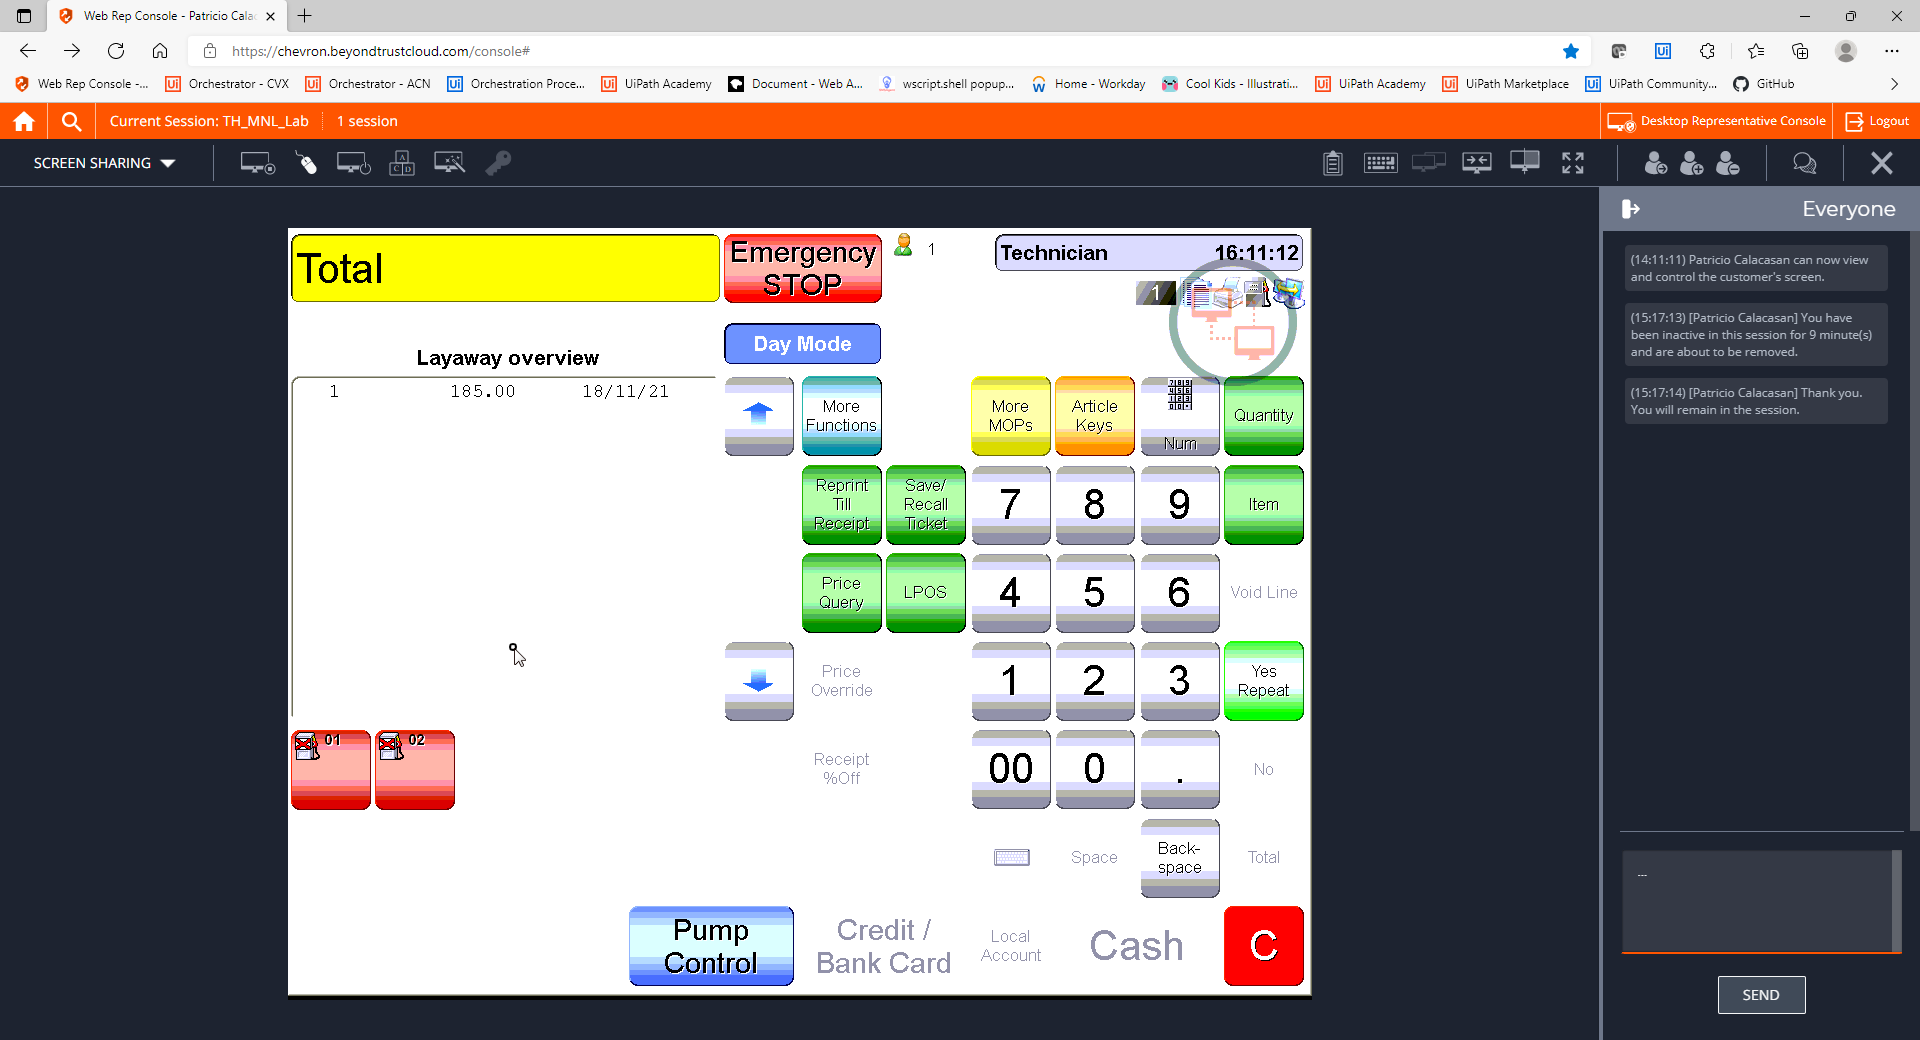 Web Rep Console - Patricio Cala
https://chevron.beyondtrustcloud.com/console#
Web Rep Console -...
Orchestrator - CVX
Orchestrator - ACN
Orchestration Proce...
UiPath Academy
Document - Web A...
wscript.shell popup...
Home - Workday
Cool Kids - Illustrati...
UiPath Academy
UiPath Marketplace
UiPath Community...
GitHub
Current Session: TH_MNL_Lab
1 session
Desktop Representative Console
Logout
SCREEN SHARING
Everyone
(14:11:11) Patricio Calacasan can now view
and control the customer's screen.
(15:17:13) [Patricio Calacasan] You have
been inactive in this session for 9 minute(s)
and are about to be removed.
(15:17:14) [Patricio Calacasan] Thank you.
You will remain in the session.
SEND
Total
Emergency
STOP
1
Technician 16:11:12
1
Day Mode
Layaway overview
1 185.00 18/11/21
More
Functions
More
MOPs
Article
Keys
Num
Quantity
Reprint
Till
Receipt
Save/
Recall
Ticket
7
8
9
Item
Price
Query
LPOS
4
5
6
Void Line
Price
Override
1
2
3
Yes
Repeat
01
02
Receipt
%Off
00
0
.
No
Space
Back-
space
Total
Pump
Control
Credit /
Bank Card
Local
Account
Cash
C